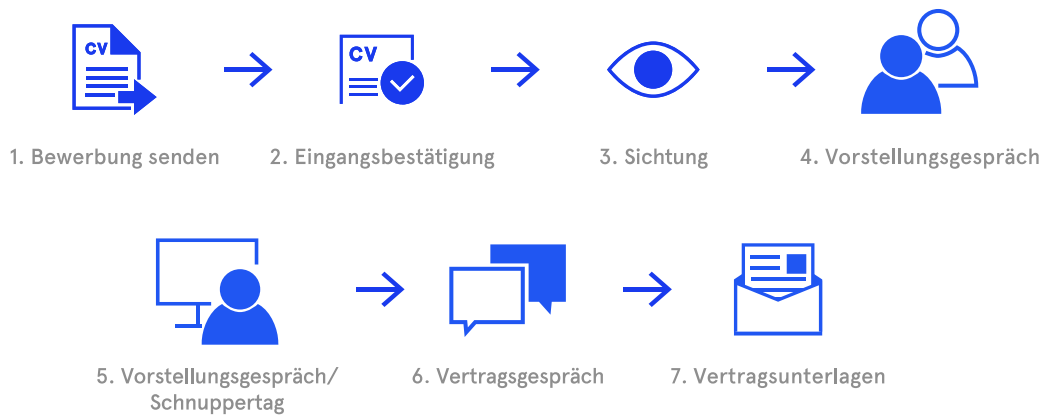 CV
CV
1. Bewerbung senden
2. Eingangsbestätigung
3. Sichtung
4. Vorstellungsgespräch
5. Vorstellungsgespräch/
Schnuppertag
6. Vertragsgespräch
7. Vertragsunterlagen